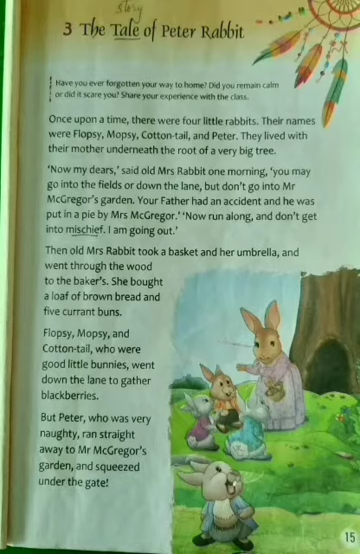 story
3 The Tale of Peter Rabbit
Have you ever forgotten your way to home? Did you remain calm
or did it scare you? Share your experience with the class.
Once upon a time, there were four little rabbits. Their names
were Flopsy, Mopsy, Cotton-tail, and Peter. They lived with
their mother underneath the root of a very big tree.
‘Now my dears,’ said old Mrs Rabbit one morning, ‘you may
go into the fields or down the lane, but don’t go into Mr
McGregor’s garden. Your Father had an accident and he was
put in a pie by Mrs McGregor.’ ‘Now run along, and don’t get
into mischief. I am going out.’
Then old Mrs Rabbit took a basket and her umbrella, and
went through the wood
to the baker’s. She bought
a loaf of brown bread and
five currant buns.
Flopsy, Mopsy, and
Cotton-tail, who were
good little bunnies, went
down the lane to gather
blackberries.
But Peter, who was very
naughty, ran straight
away to Mr McGregor’s
garden, and squeezed
under the gate!
15